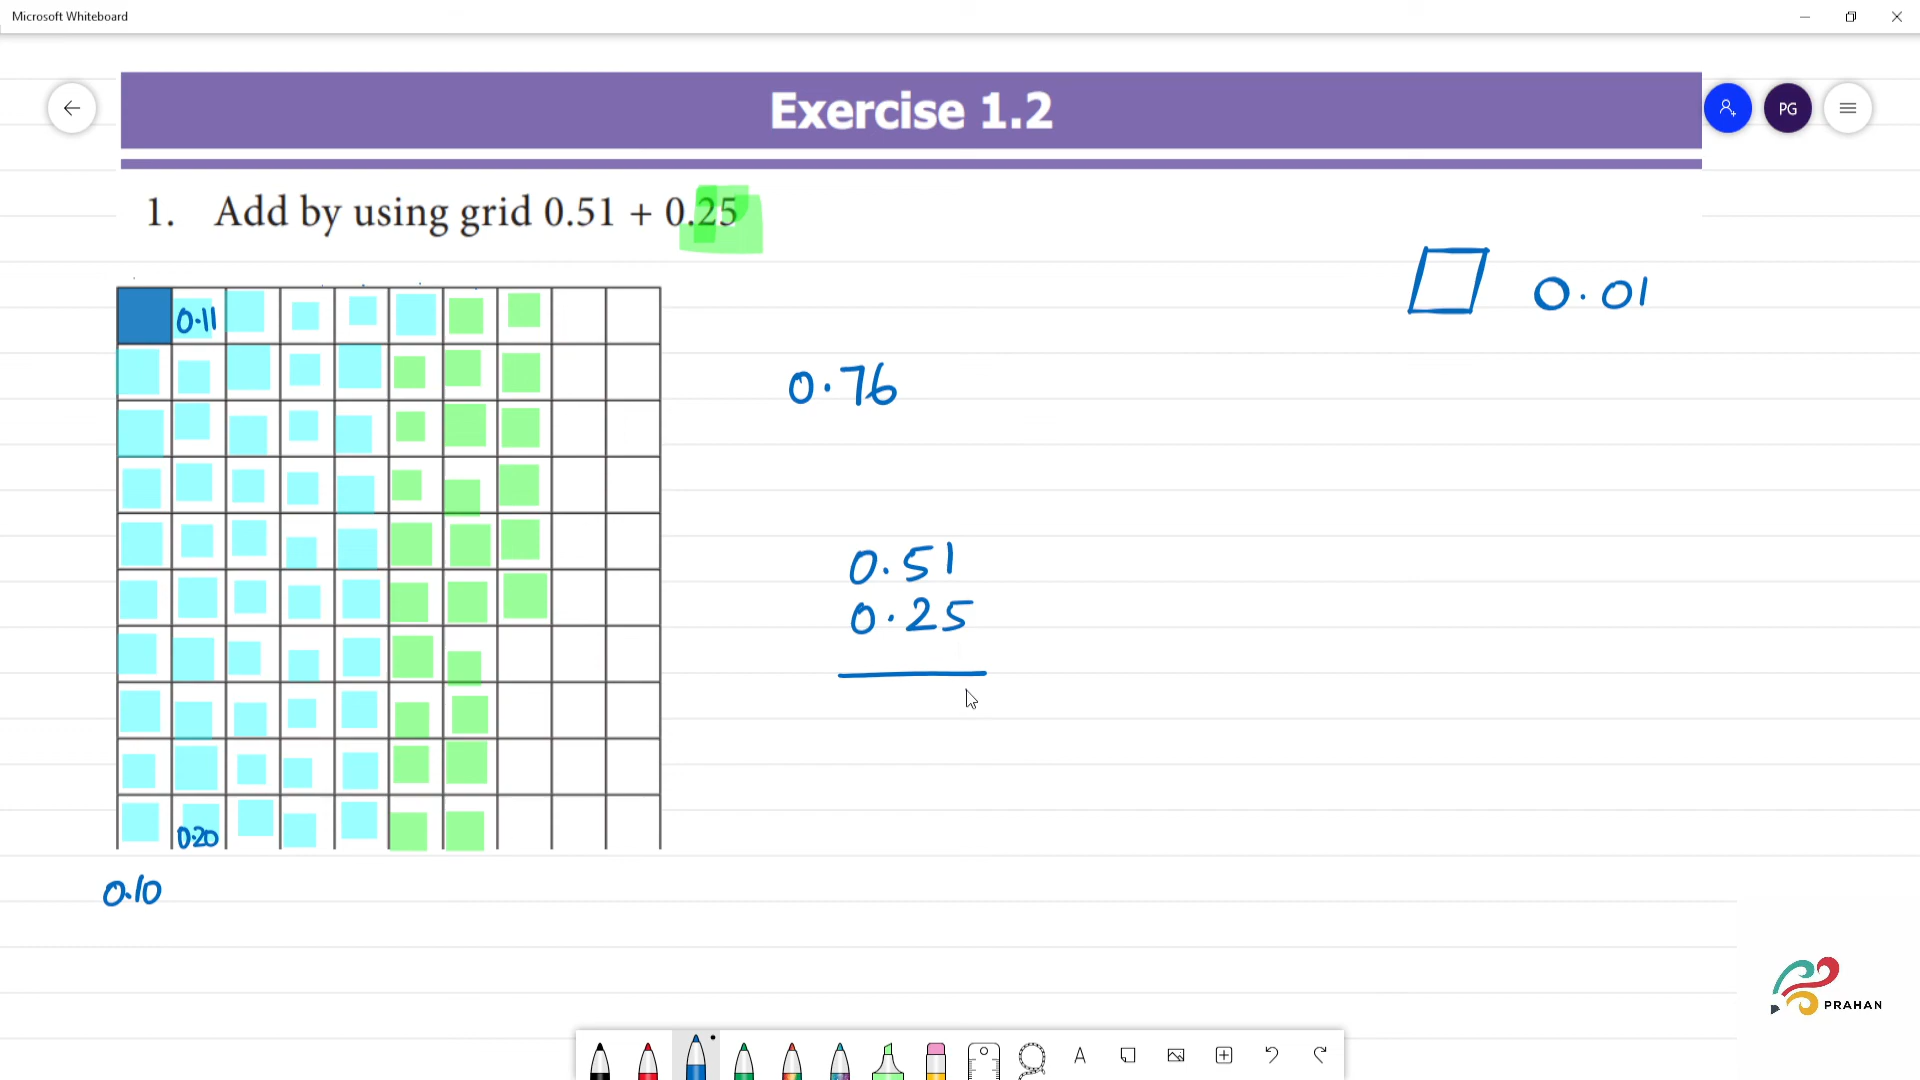 Microsoft Whiteboard
Exercise 1.2
PG
1. Add by using grid 0.51 + 0.25
0.01
0.11
0.76
0.51
0.25
0.20
0.10
PRAHAN
A